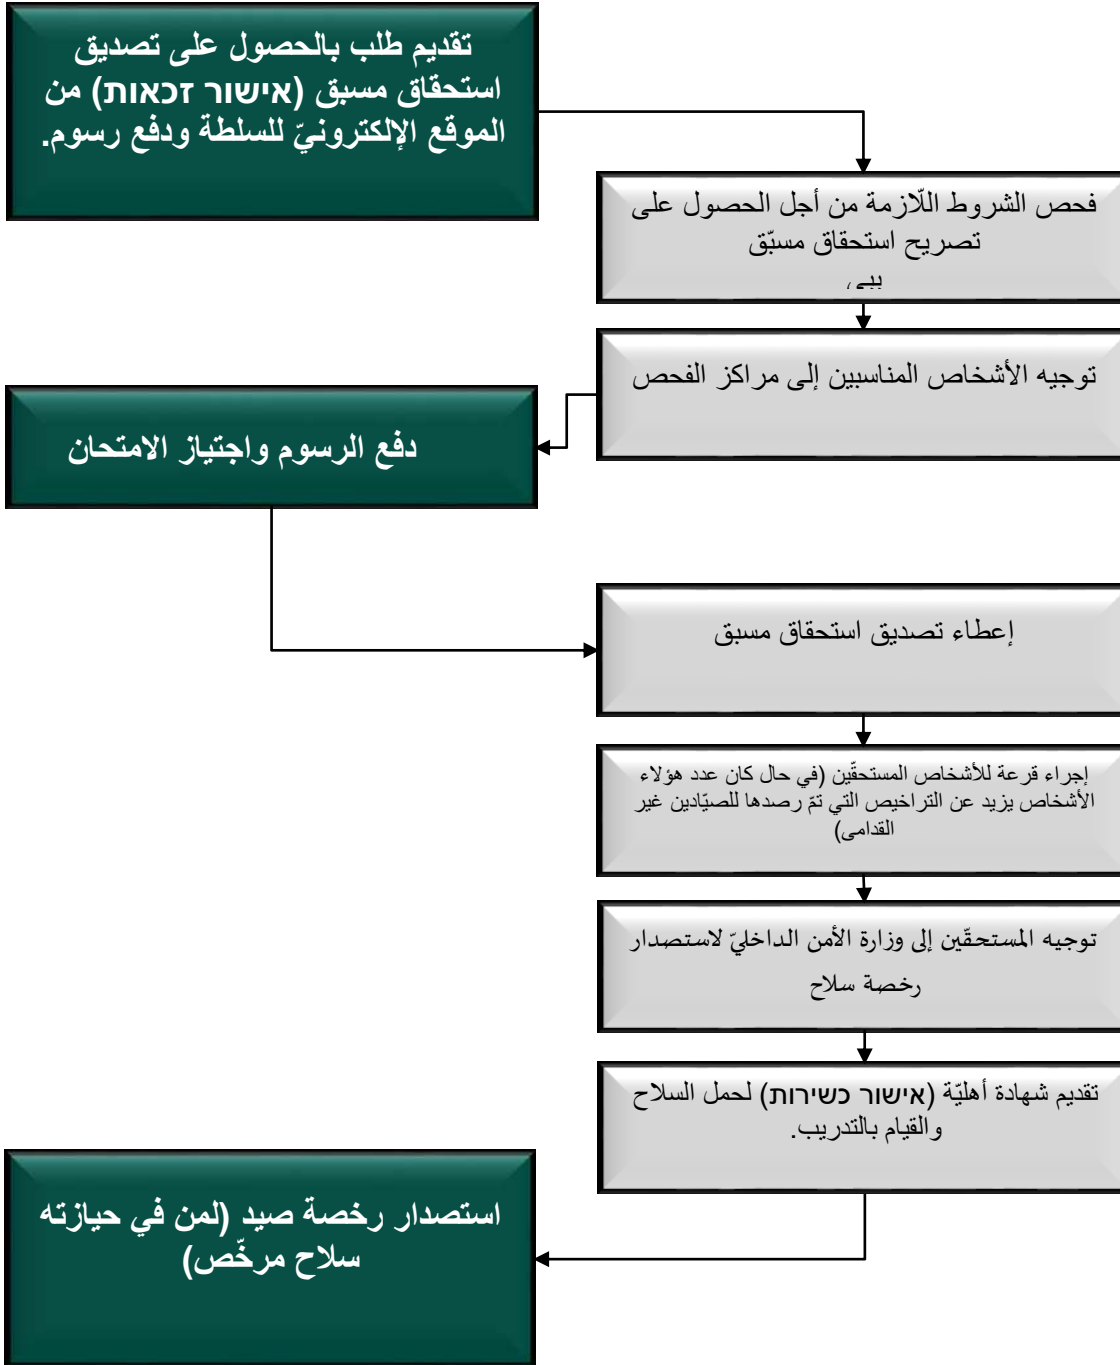 تقديم طلب بالحصول على تصديق
استحقاق مسبق (אישור זכאות) من
الموقع الإلكترونيّ للسلطة ودفع رسوم.
فحص الشروط اللّازمة من أجل الحصول على
تصريح استحقاق مسبّق
توجيه الأشخاص المناسبين إلى مراكز الفحص
دفع الرسوم واجتياز الامتحان
إعطاء تصديق استحقاق مسبق
إجراء قرعة للأشخاص المستحقّين (في حال كان عدد هؤلاء
الأشخاص يزيد عن التراخيص التي تمّ رصدها للصيّادين غير
القدامى)
توجيه المستحقّين إلى وزارة الأمن الداخليّ لاستصدار
رخصة سلاح
تقديم شهادة أهليّة (אישור כשירות) لحمل السلاح
والقيام بالتدريب.
استصدار رخصة صيد (لمن في حيازته
سلاح مرخّص)